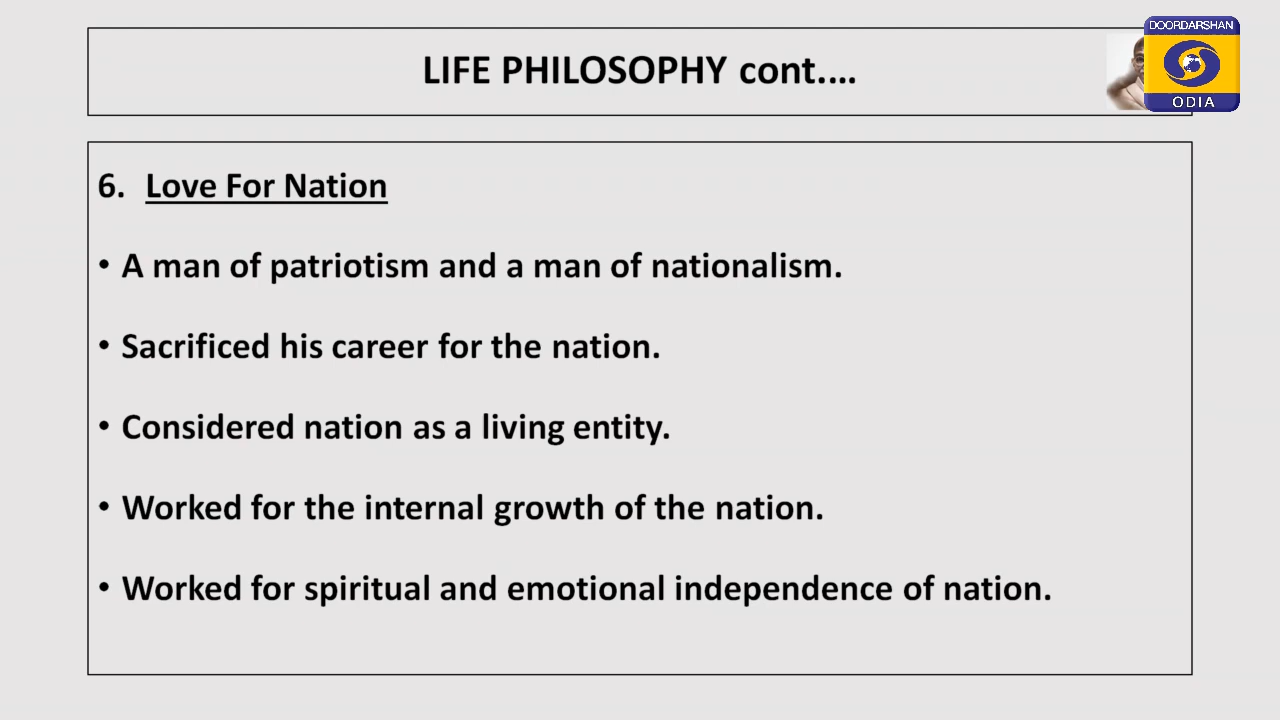 DOORDARSHAN
LIFE PHILOSOPHY cont.…
ODIA
6. Love For Nation
• A man of patriotism and a man of nationalism.
• Sacrificed his career for the nation.
• Considered nation as a living entity.
• Worked for the internal growth of the nation.
• Worked for spiritual and emotional independence of nation.